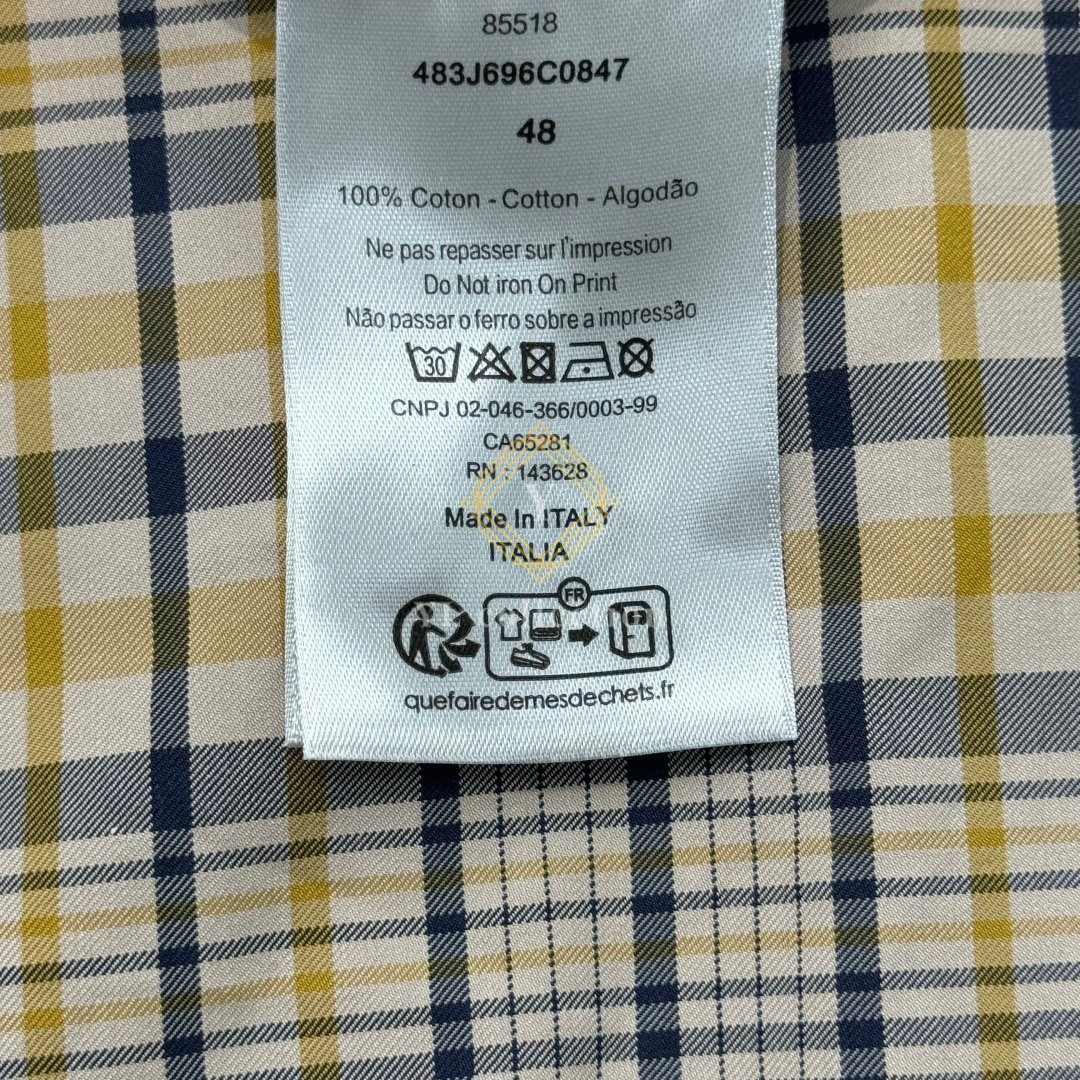 85518
483J696C0847
48
100% Coton - Cotton - Algodão
Ne pas repasser sur l'impression
Do Not iron On Print
Não passar o ferro sobre a impressão
30
CNPJ 02-046-366/0003-99
CA65281
RN : 143628
Made In ITALY
ITALIA
FR
quefairedemesdechets.fr